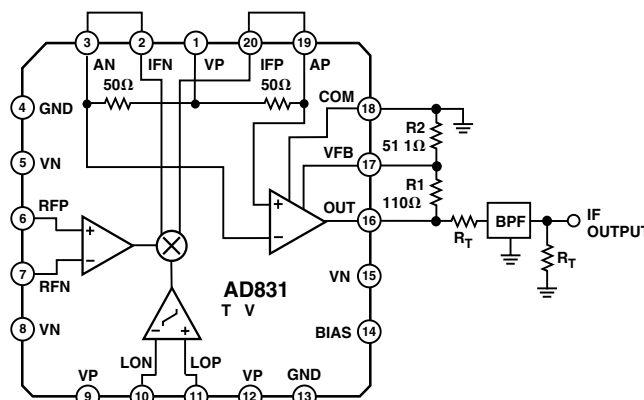 3 2 1 20 19
AN IFN VP IFP AP
50Ω 50Ω
COM
4 GND 18
R2
51 1Ω
5 VN VFB 17
R1
110Ω
6 RFP OUT 16
+ − + −
BPF IF
OUTPUT
RT RT
7 RFN
VN 15
AD831
T V
8 VN BIAS 14
− +
LON LOP
VP VP GND
9 10 11 12 13